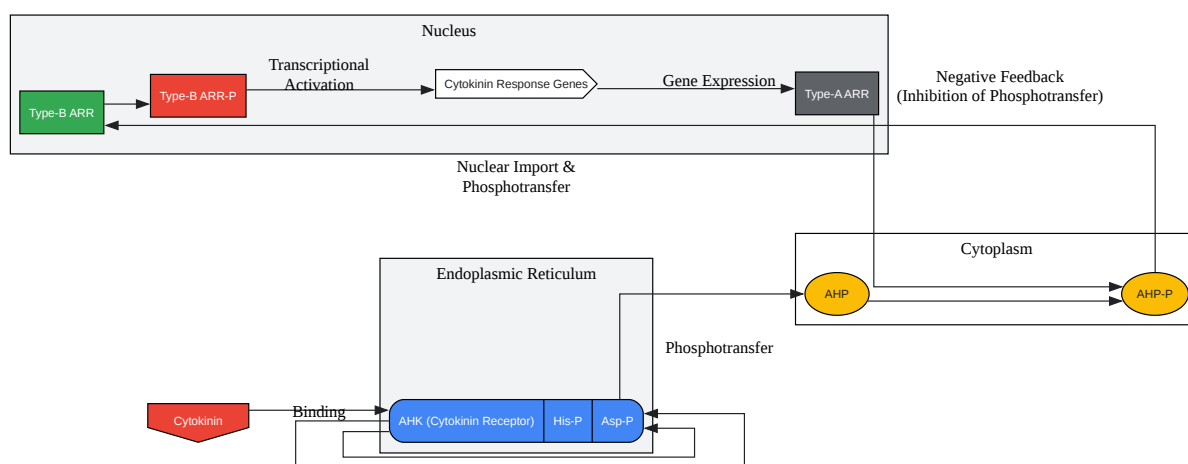 Nucleus
Transcriptional
Activation
Type-B ARR
Type-B ARR-P
Cytokinin Response Genes
Gene Expression
Type-A ARR
Negative Feedback
(Inhibition of Phosphotransfer)
Nuclear Import &
Phosphotransfer
Cytoplasm
AHP
AHP-P
Endoplasmic Reticulum
Phosphotransfer
Cytokinin
Binding
AHK (Cytokinin Receptor)
His-P
Asp-P